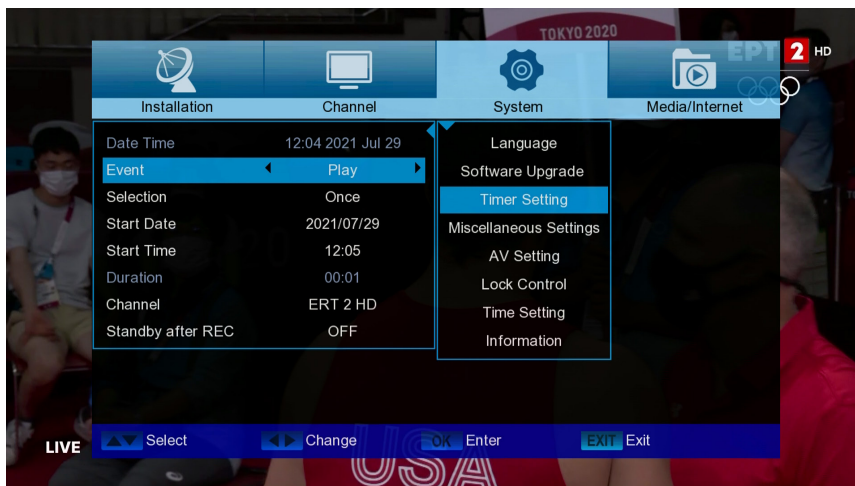 TOKYO 2020
ΕΡΤ 2 HD
Installation
Channel
System
Media/Internet
Date Time 12:04 2021 Jul 29
Event Play
Selection Once
Start Date 2021/07/29
Start Time 12:05
Duration 00:01
Channel ERT 2 HD
Standby after REC OFF
Language
Software Upgrade
Timer Setting
Miscellaneous Settings
AV Setting
Lock Control
Time Setting
Information
LIVE
Select
Change
OK Enter
EXIT Exit
USA